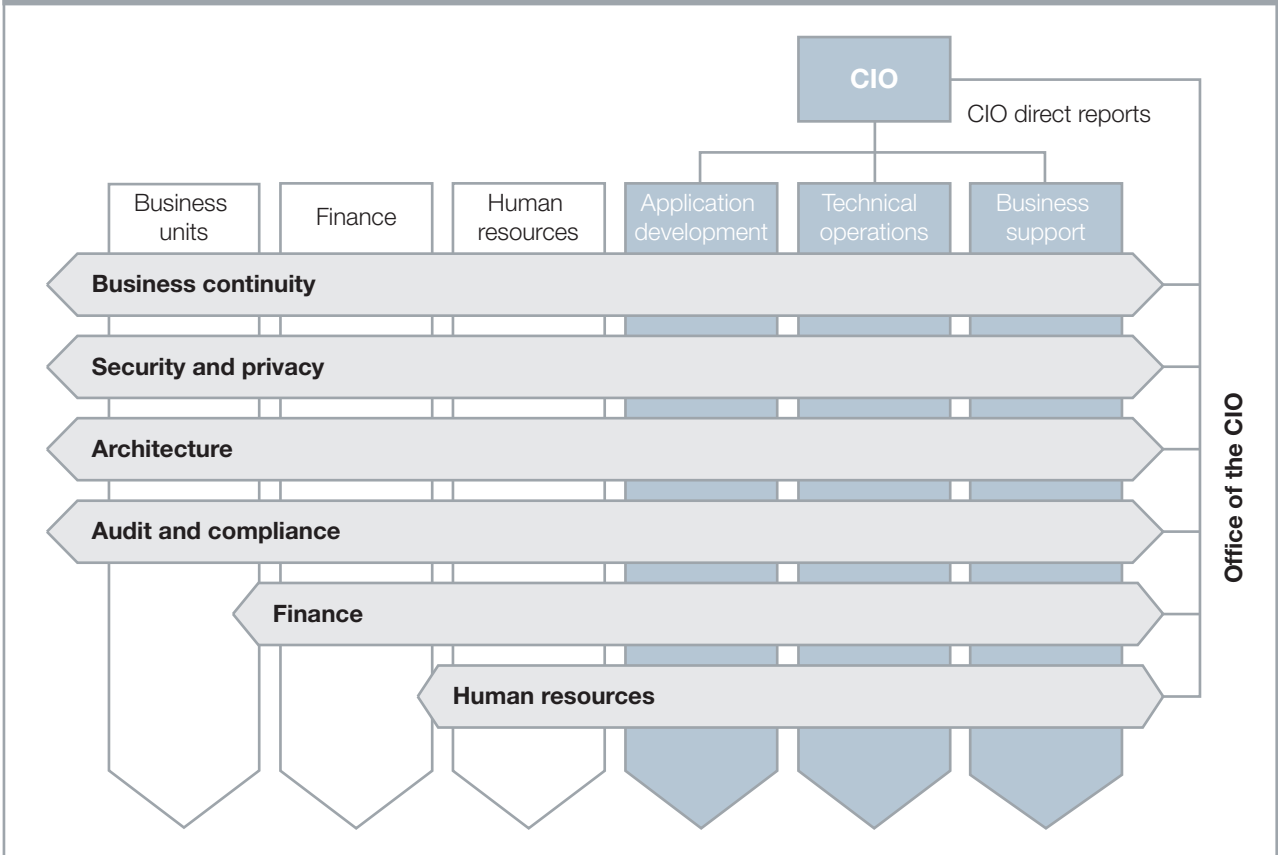 CIO
CIO direct reports
Business
units
Finance
Human
resources
Application
development
Technical
operations
Business
support
Business continuity
Security and privacy
Architecture
Audit and compliance
Finance
Human resources
Office of the CIO